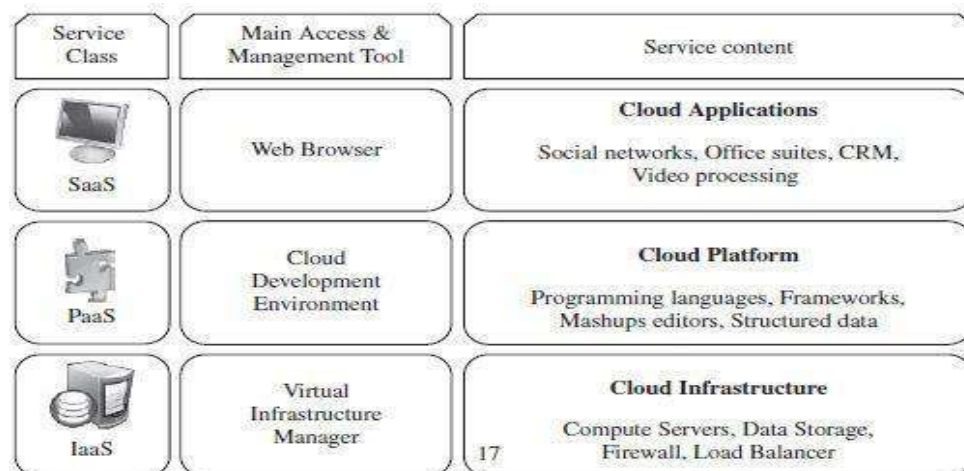 Service
Class
Main Access &
Management Tool
Service content
SaaS
Web Browser
Cloud Applications
Social networks, Office suites, CRM,
Video processing
PaaS
Cloud
Development
Environment
Cloud Platform
Programming languages, Frameworks,
Mashups editors, Structured data
IaaS
Virtual
Infrastructure
Manager
17
Cloud Infrastructure
Compute Servers, Data Storage,
Firewall, Load Balancer